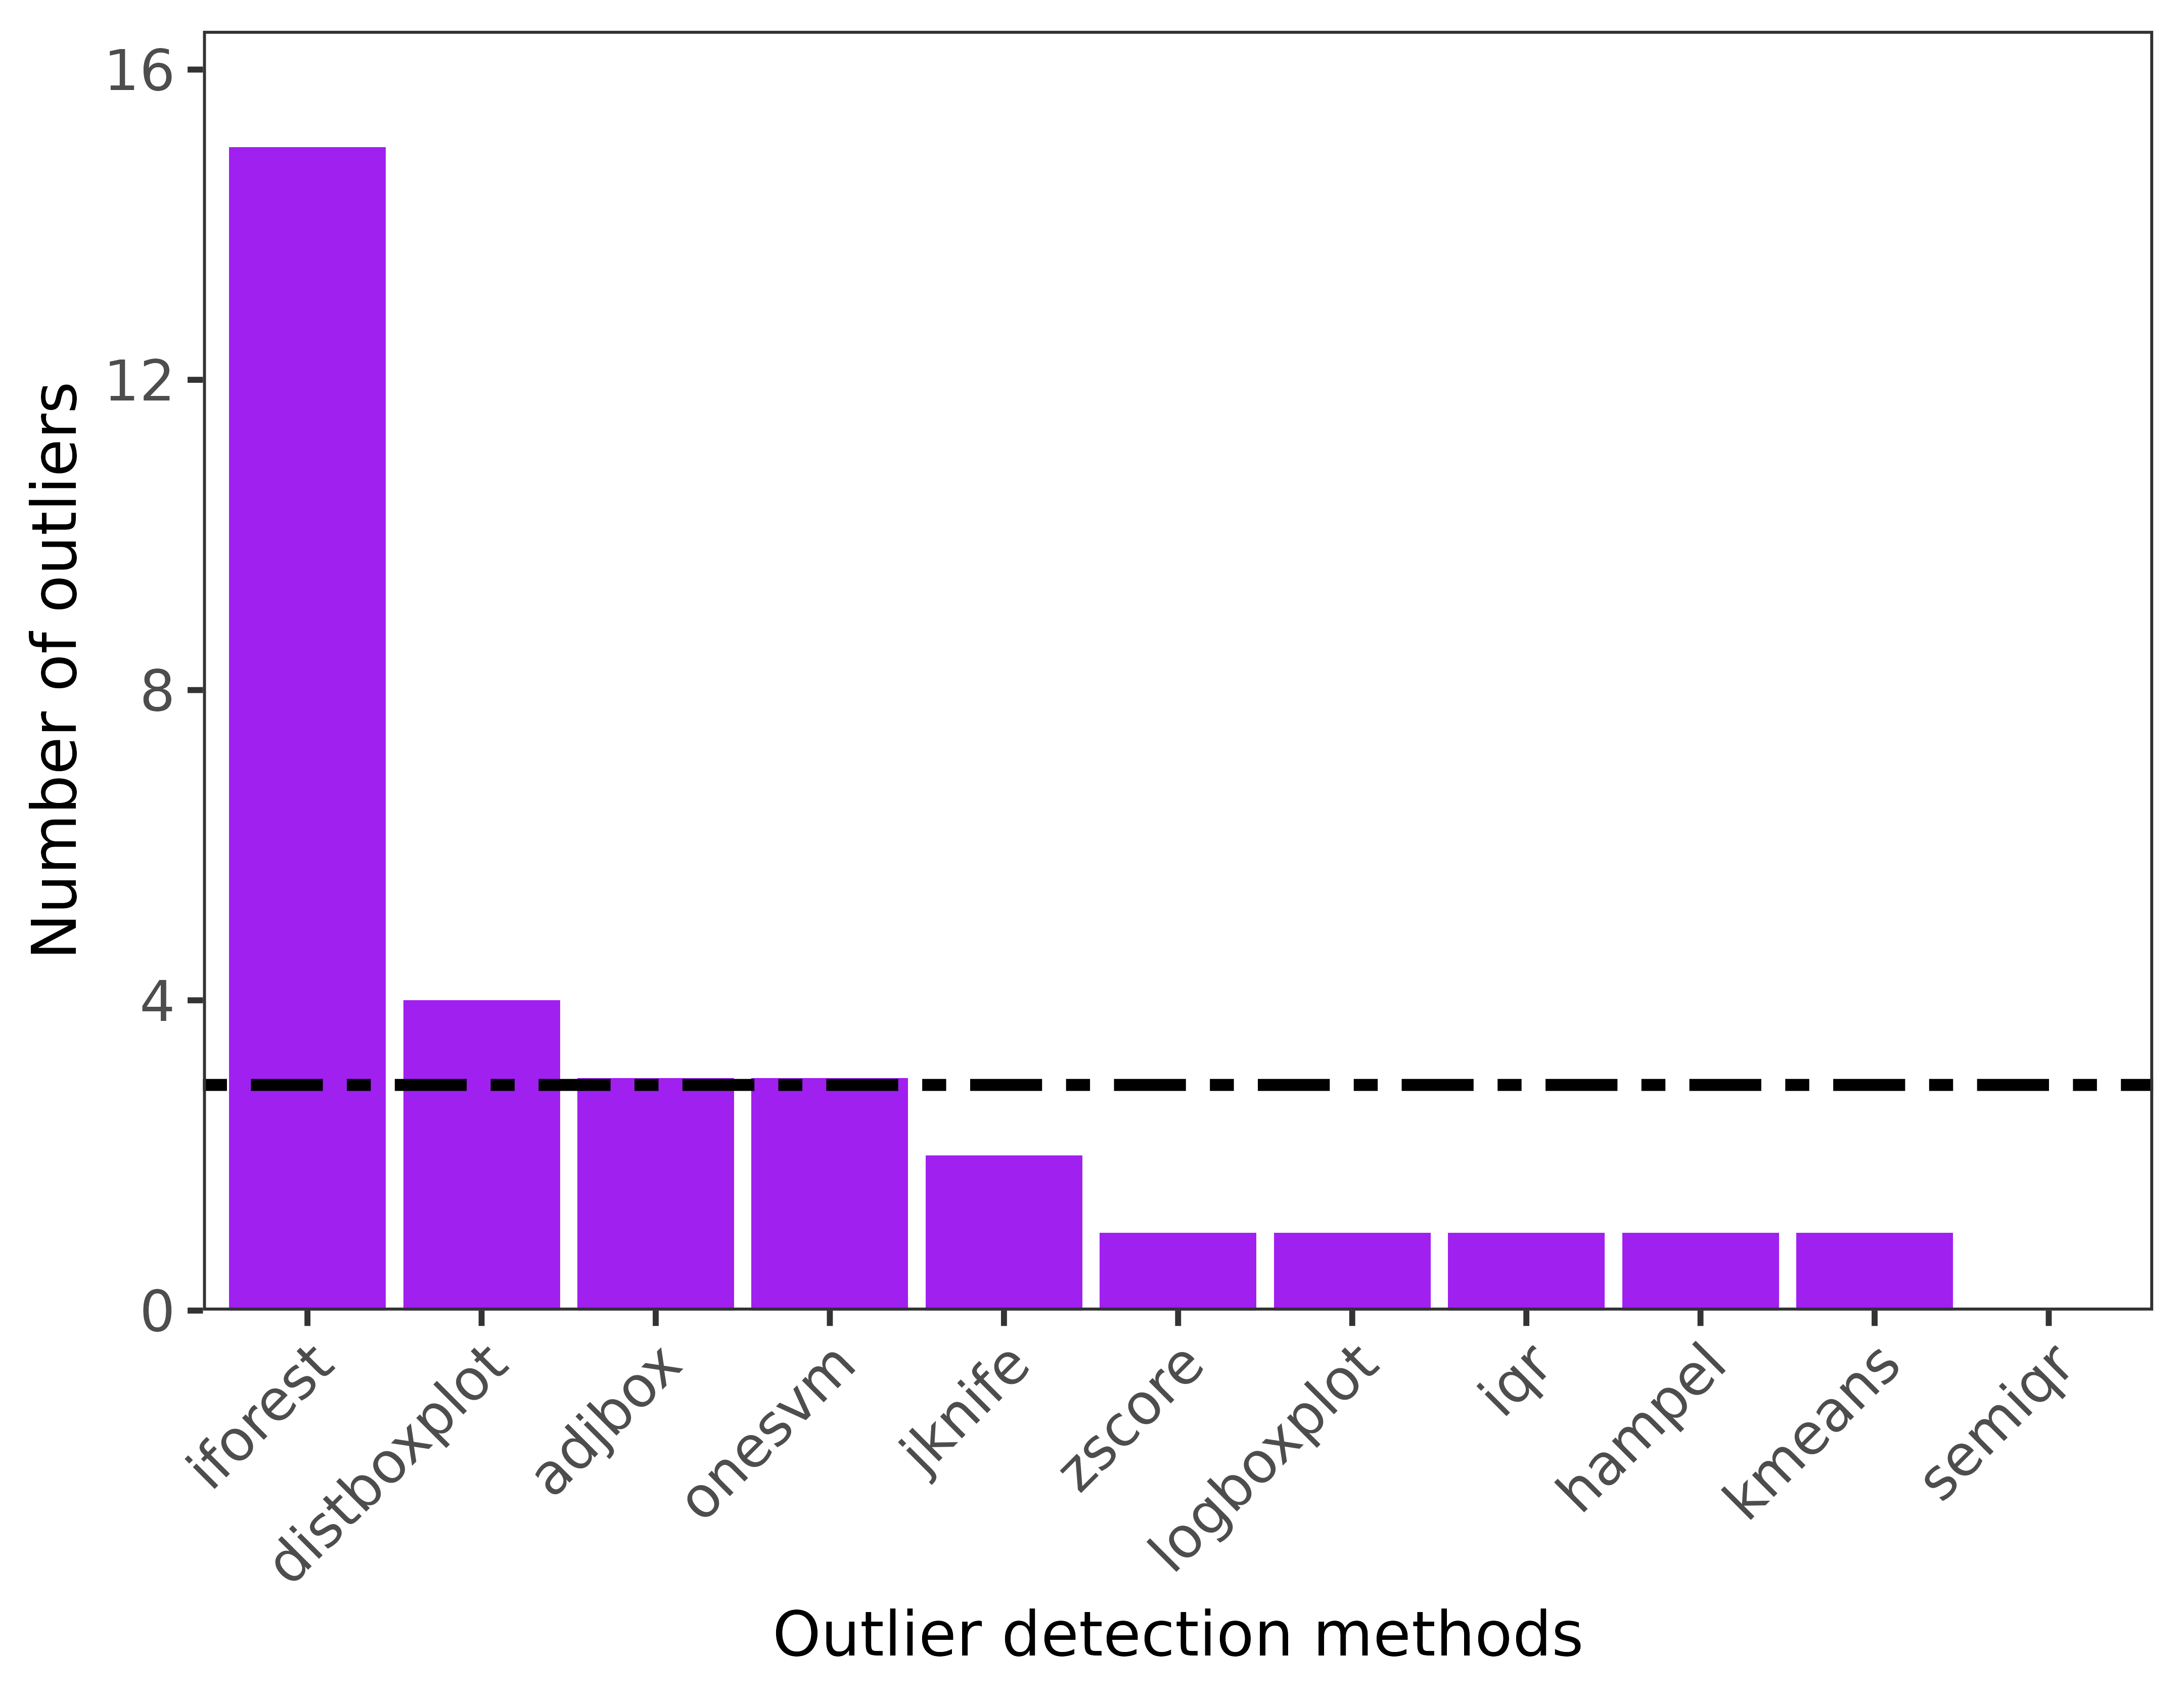 Number of outliers
16
12
8
4
0
iforest
distboxplot
adjbox
onesvm
jknife
zscore
logboxplot
iqr
hampel
kmeans
semiqr
Outlier detection methods